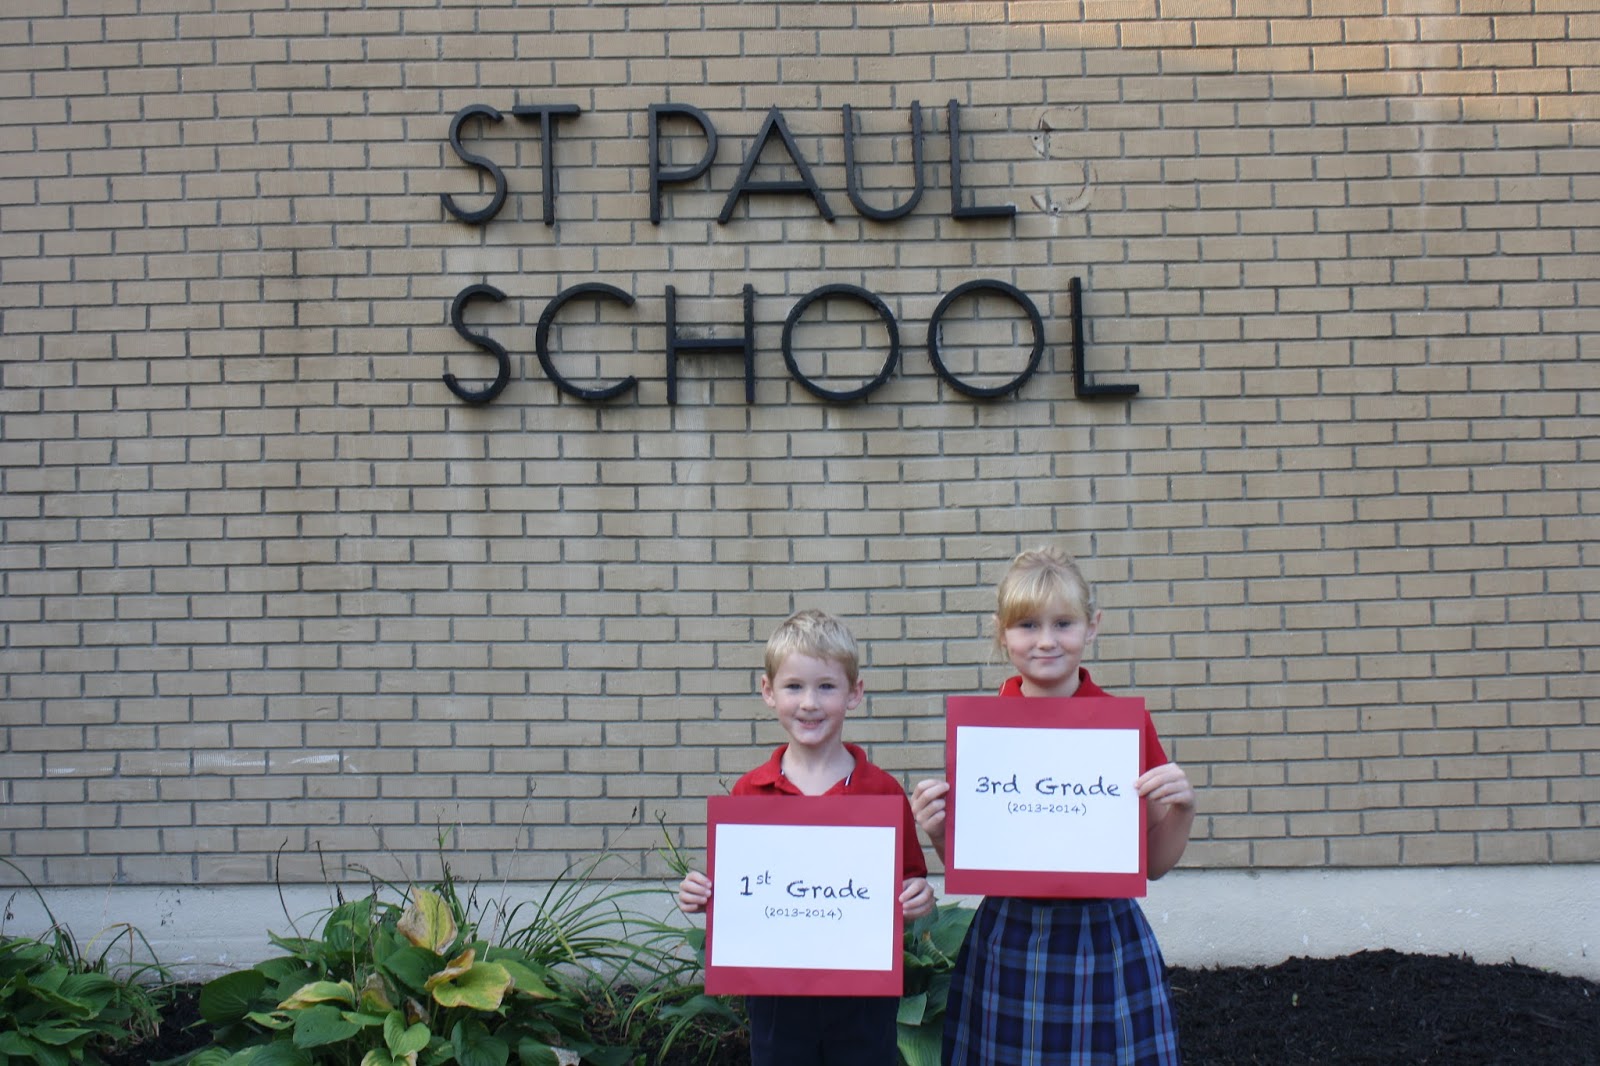 ST PAUL
SCHOOL
3rd Grade
(2013-2014)
1st Grade
(2013-2014)